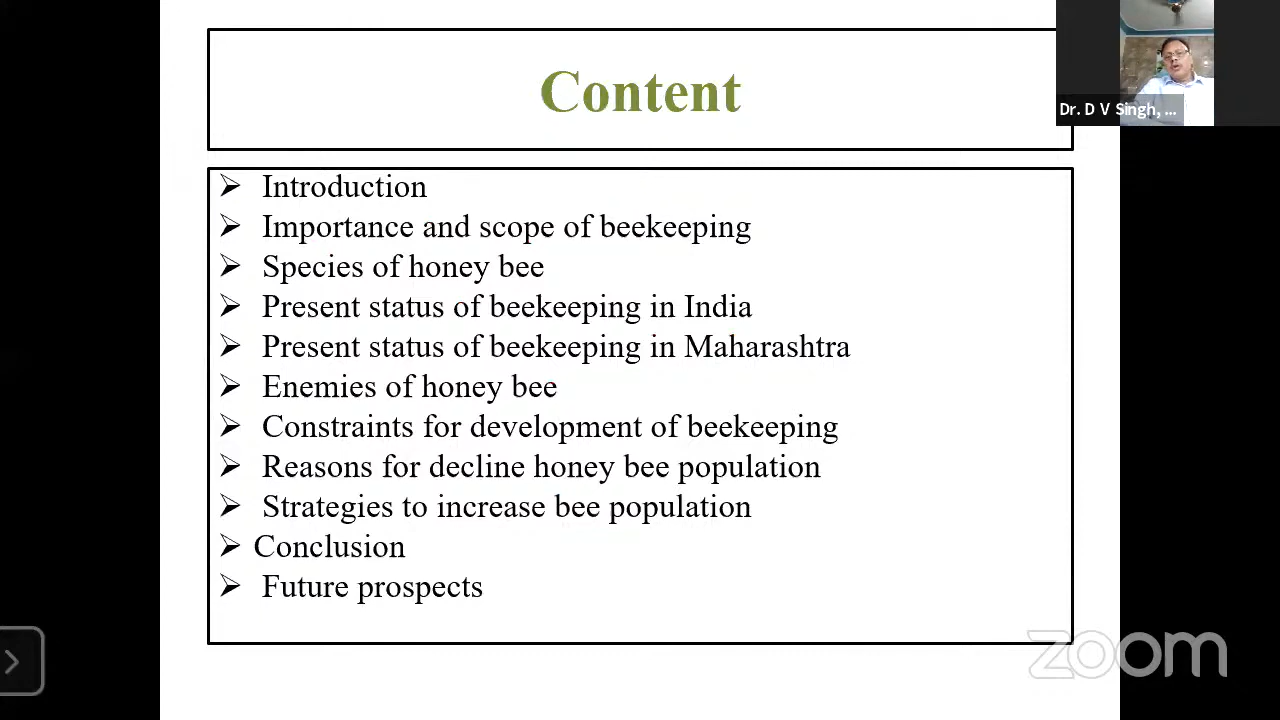 Content
Dr. D V Singh, ...
➢ Introduction
➢ Importance and scope of beekeeping
➢ Species of honey bee
➢ Present status of beekeeping in India
➢ Present status of beekeeping in Maharashtra
➢ Enemies of honey bee
➢ Constraints for development of beekeeping
➢ Reasons for decline honey bee population
➢ Strategies to increase bee population
➢ Conclusion
➢ Future prospects
zoom